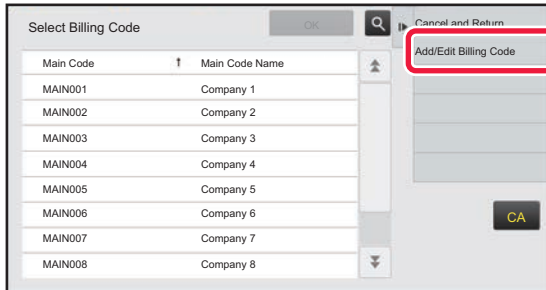 Select Billing Code
OK
Cancel and Return
Add/Edit Billing Code
Main Code Main Code Name
MAIN001 Company 1
MAIN002 Company 2
MAIN003 Company 3
MAIN004 Company 4
MAIN005 Company 5
MAIN006 Company 6
MAIN007 Company 7
MAIN008 Company 8
CA